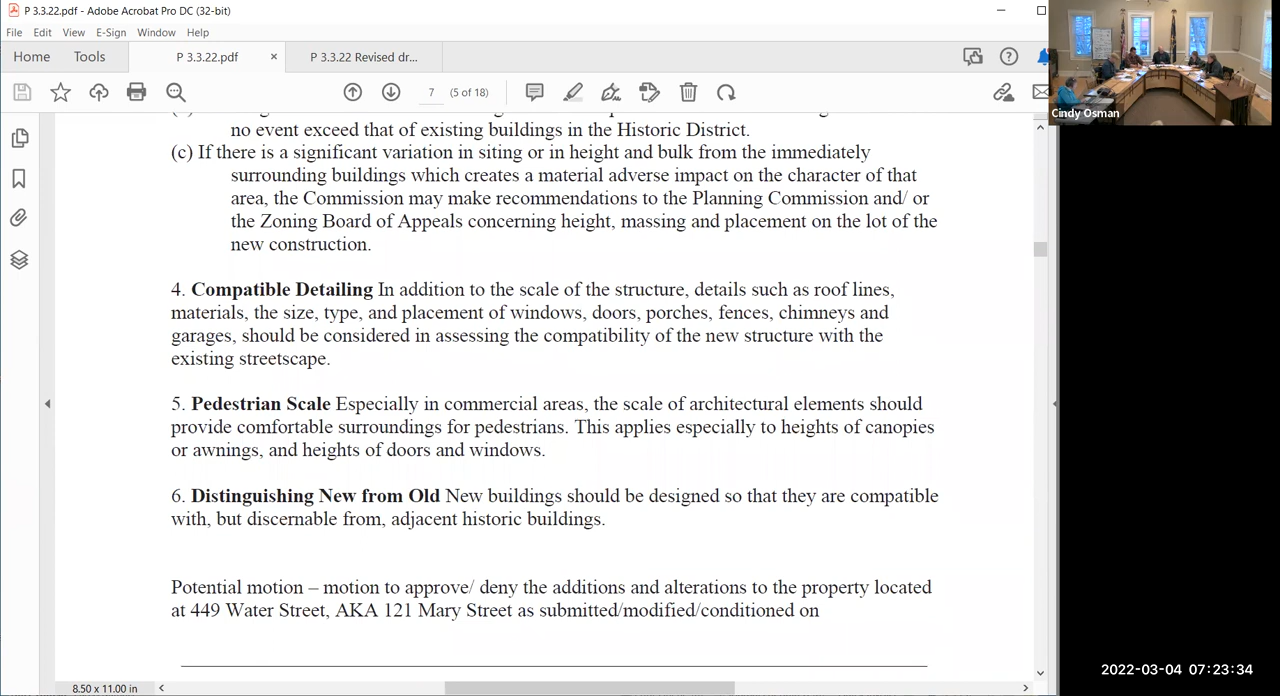 P 3.3.22.pdf - Adobe Acrobat Pro DC (32-bit)
File Edit View E-Sign Window Help
Home Tools P 3.3.22.pdf × P 3.3.22 Revised dr...
7 (5 of 18)
no event exceed that of existing buildings in the Historic District.
(c) If there is a significant variation in siting or in height and bulk from the immediately
surrounding buildings which creates a material adverse impact on the character of that
area, the Commission may make recommendations to the Planning Commission and/ or
the Zoning Board of Appeals concerning height, massing and placement on the lot of the
new construction.
4. Compatible Detailing In addition to the scale of the structure, details such as roof lines,
materials, the size, type, and placement of windows, doors, porches, fences, chimneys and
garages, should be considered in assessing the compatibility of the new structure with the
existing streetscape.
5. Pedestrian Scale Especially in commercial areas, the scale of architectural elements should
provide comfortable surroundings for pedestrians. This applies especially to heights of canopies
or awnings, and heights of doors and windows.
6. Distinguishing New from Old New buildings should be designed so that they are compatible
with, but discernable from, adjacent historic buildings.
Potential motion – motion to approve/ deny the additions and alterations to the property located
at 449 Water Street, AKA 121 Mary Street as submitted/modified/conditioned on
8.50 x 11.00 in
Cindy Osman
2022-03-04 07:23:34